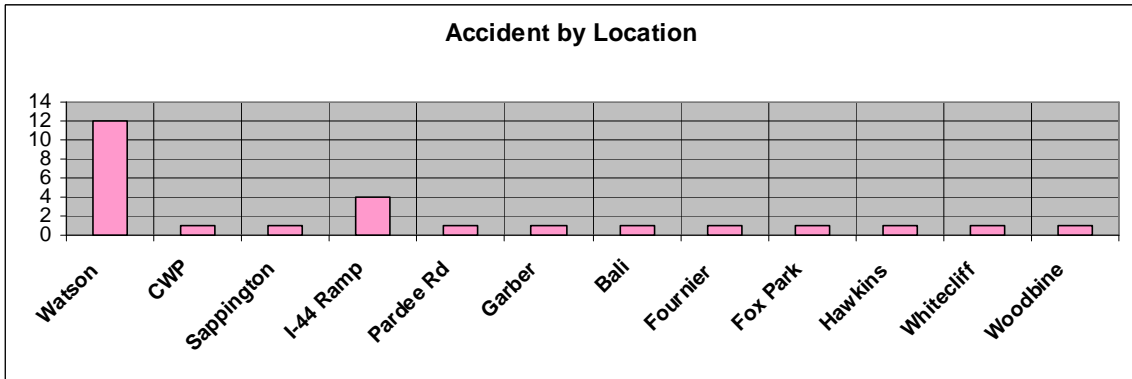 Accident by Location
14
12
10
8
6
4
2
0
Watson
CWP
Sappington
I-44 Ramp
Pardee Rd
Garber
Bali
Fournier
Fox Park
Hawkins
Whitecliff
Woodbine